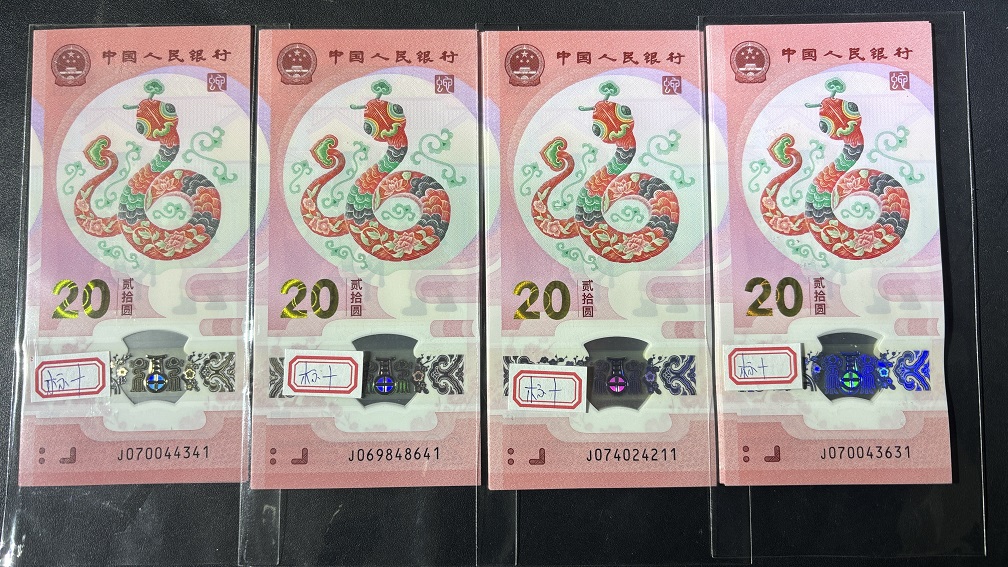 中国人民银行
20
贰拾圆
标十
J070044341
中国人民银行
20
贰拾圆
标十
J069848641
中国人民银行
20
贰拾圆
标十
J074024211
中国人民银行
20
贰拾圆
标十
J070043631